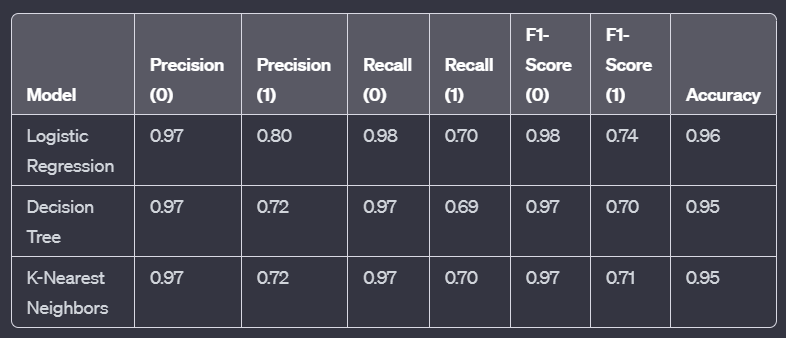 Model Precision (0) Precision (1) Recall (0) Recall (1) F1-Score (0) F1-Score (1) Accuracy
Logistic Regression 0.97 0.80 0.98 0.70 0.98 0.74 0.96
Decision Tree 0.97 0.72 0.97 0.69 0.97 0.70 0.95
K-Nearest Neighbors 0.97 0.72 0.97 0.70 0.97 0.71 0.95